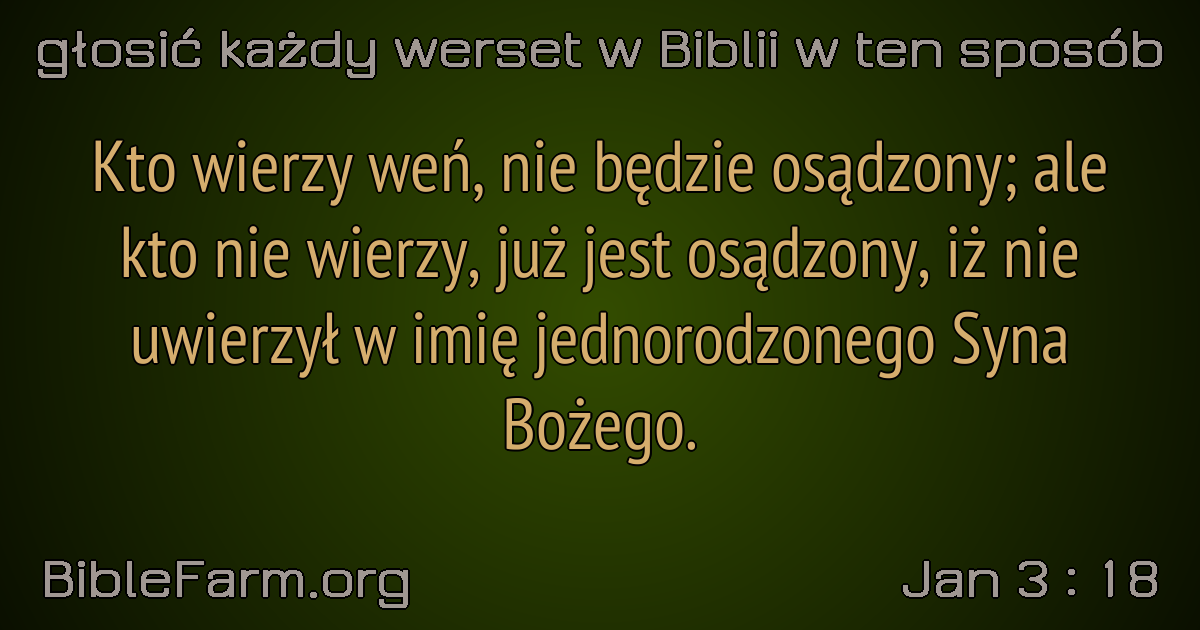 głosić każdy werset w Biblii w ten sposób
Kto wierzy weń, nie będzie osądzony; ale
kto nie wierzy, już jest osądzony, iż nie
uwierzył w imię jednorodzonego Syna
Bożego.
BibleFarm.org
Jan 3 : 18